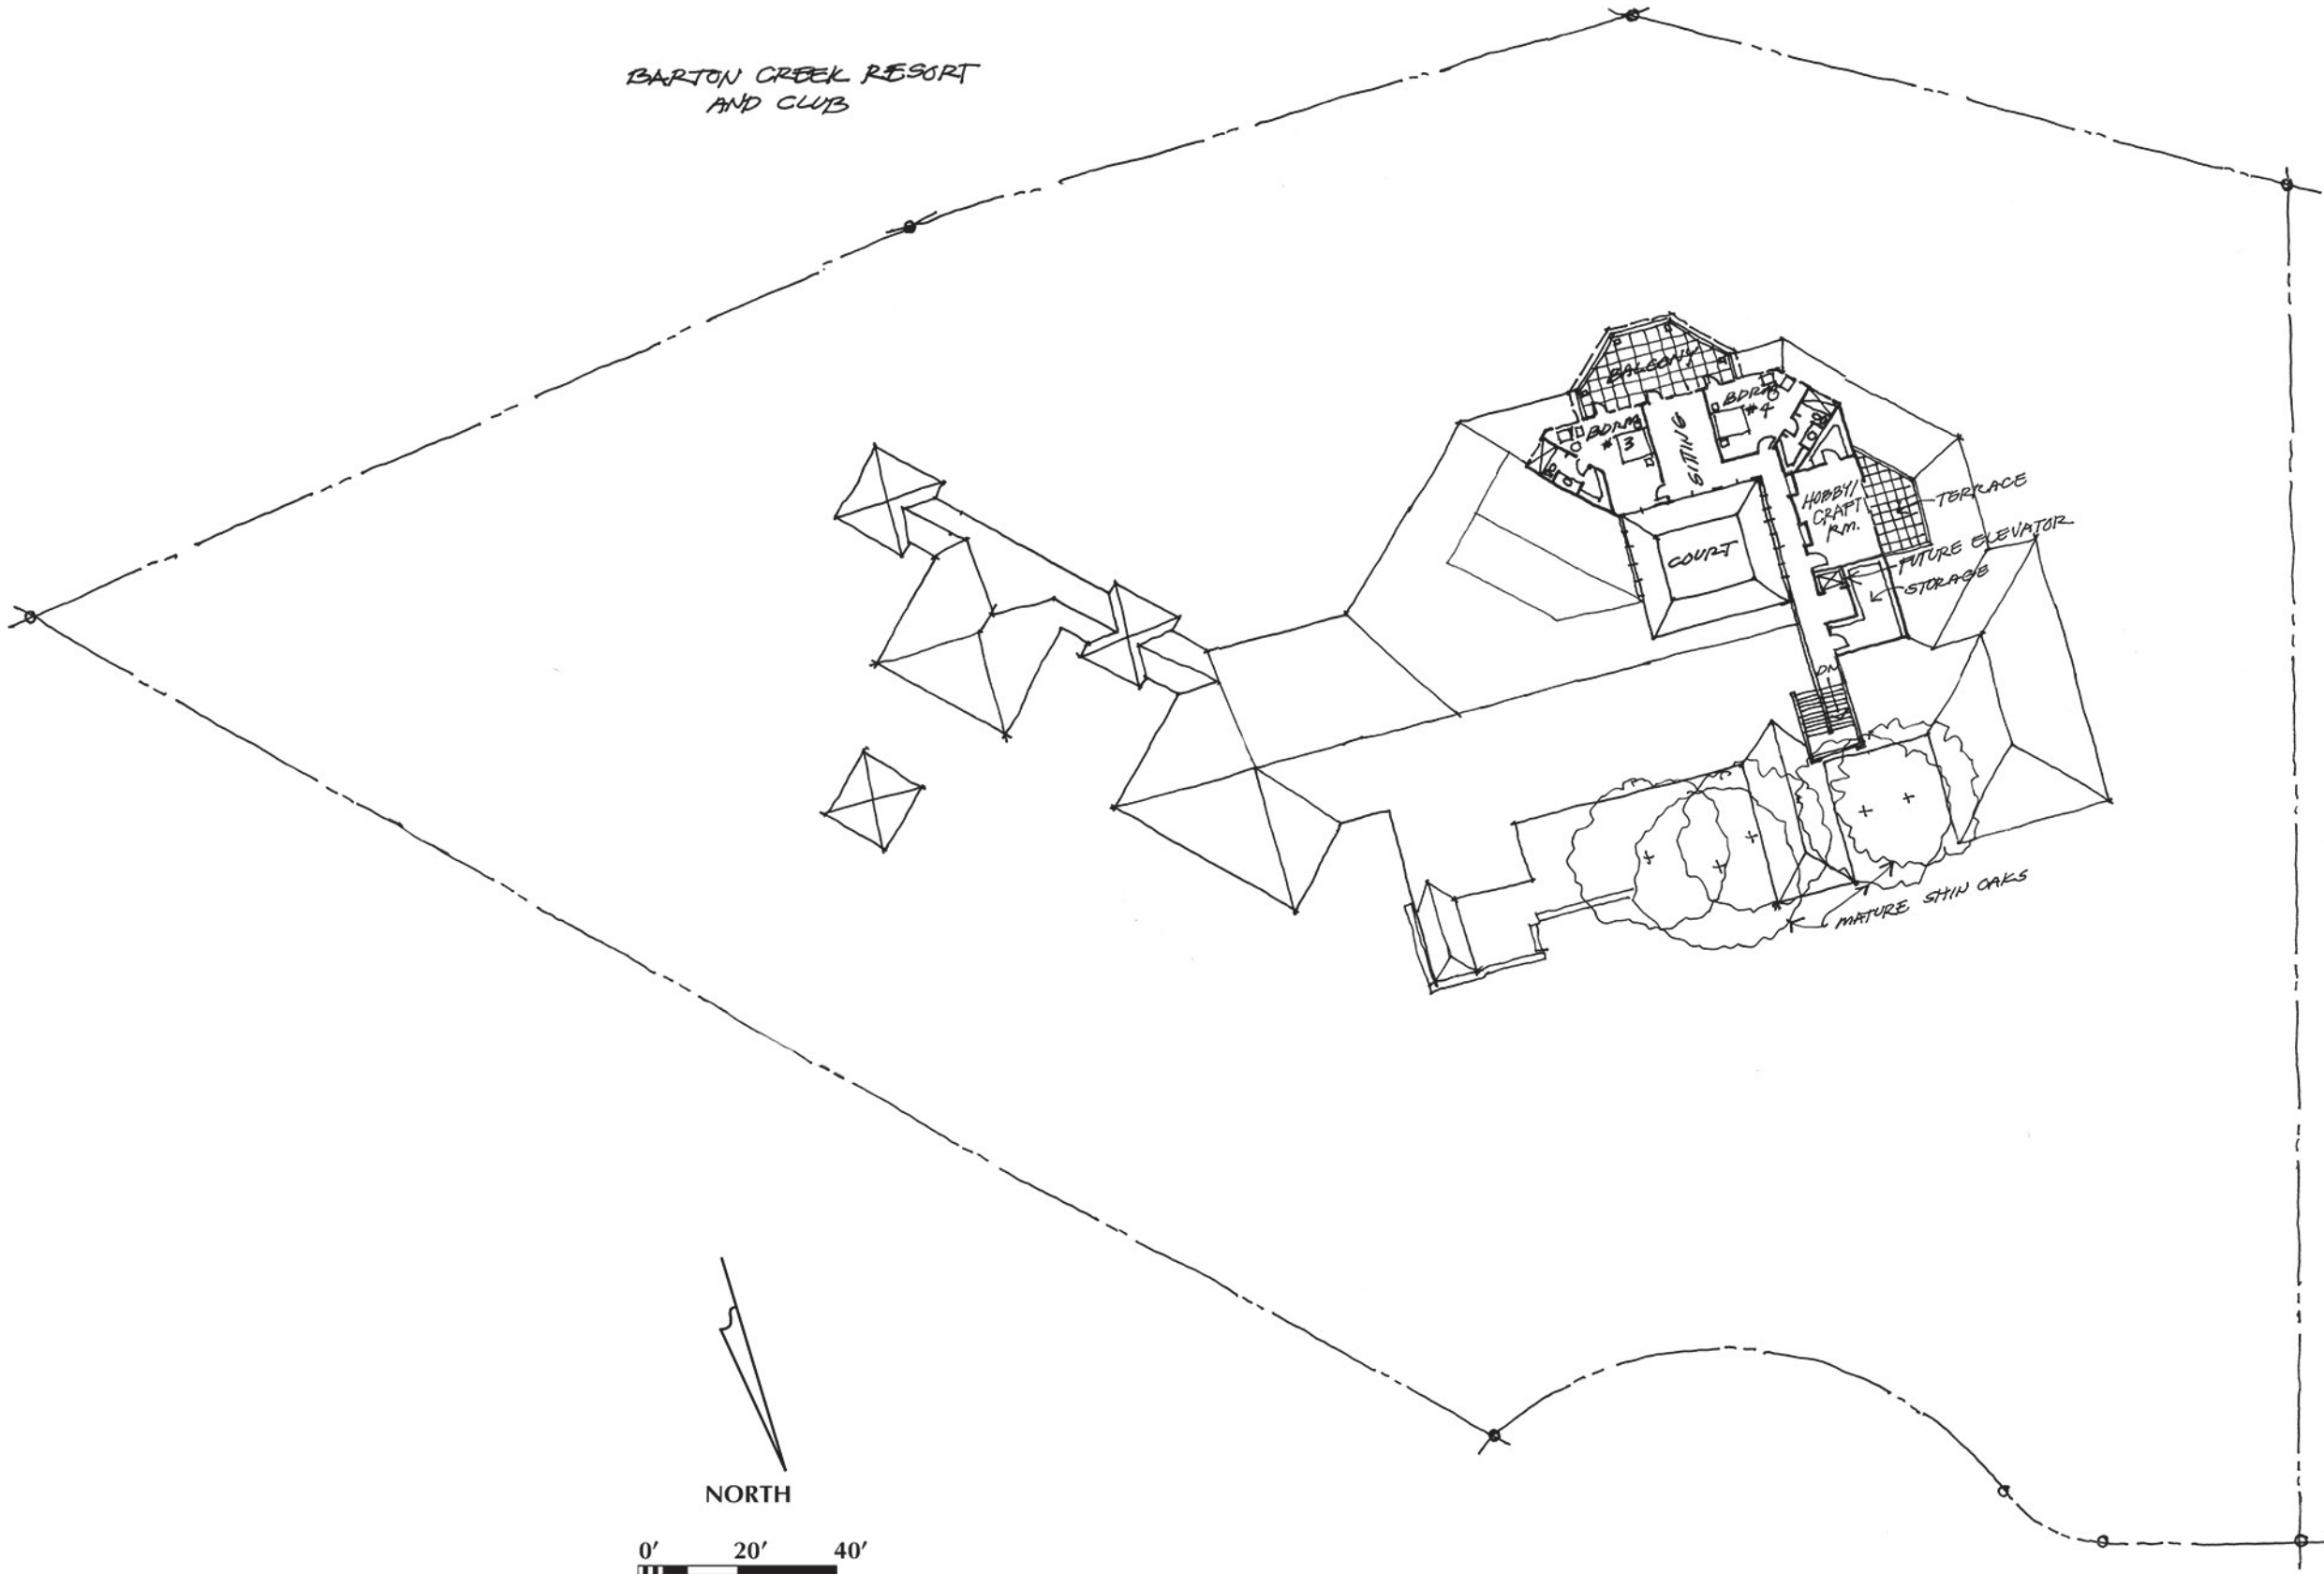 BARTON CREEK RESORT
AND CLUB
BALCONY
BDRM
#4
BDRM
# 3
SITTING
HOBBY/
CRAFT
RM.
TERRACE
FUTURE ELEVATOR
STORAGE
COURT
DN
MATURE SHIN OAKS
NORTH
0' 20' 40'